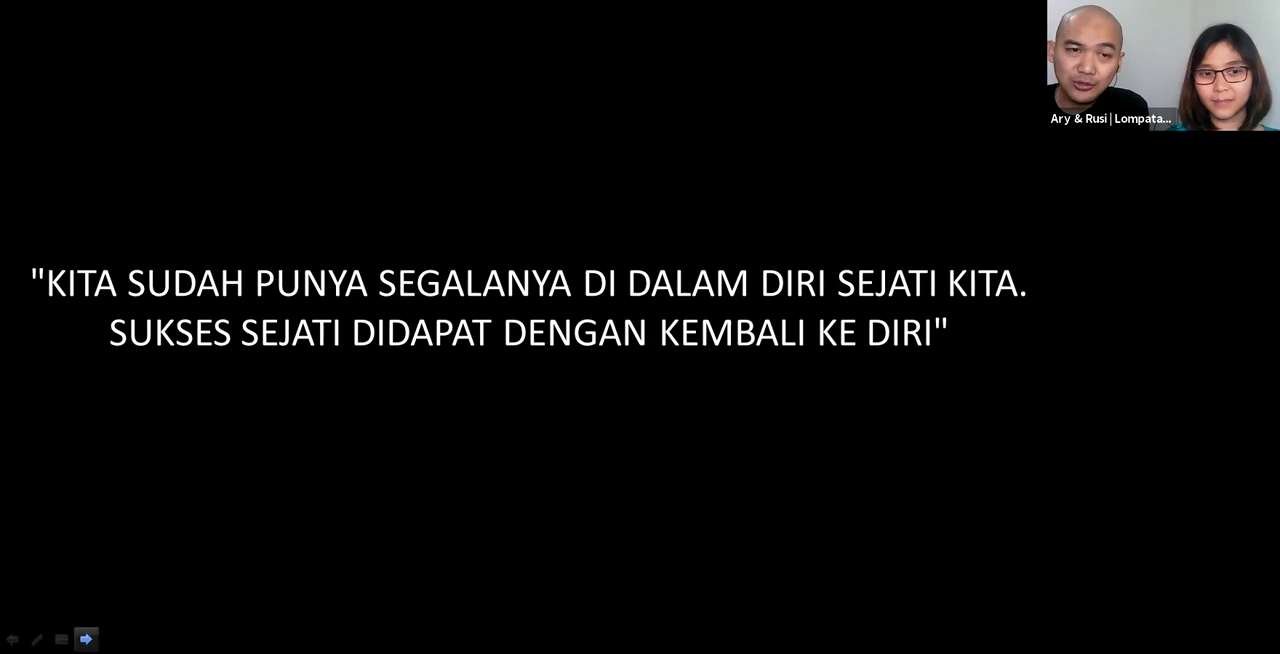 Ary & Rusi | Lompata...
"KITA SUDAH PUNYA SEGALANYA DI DALAM DIRI SEJATI KITA.
SUKSES SEJATI DIDAPAT DENGAN KEMBALI KE DIRI"